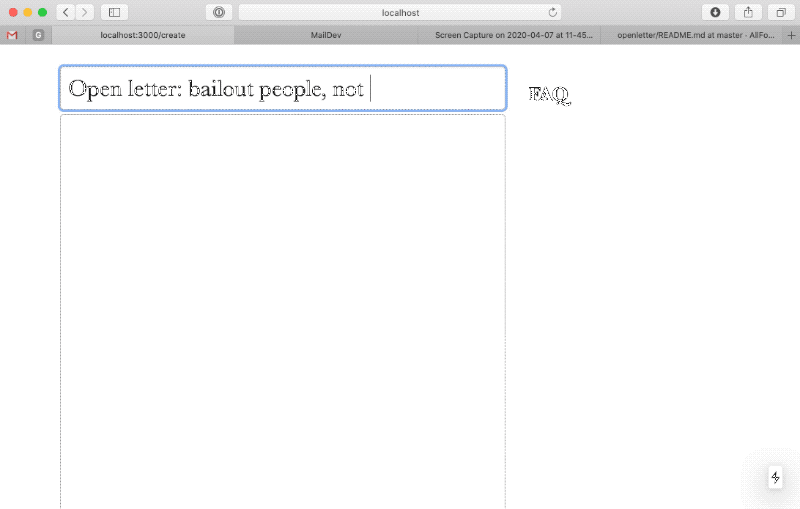 localhost
localhost:3000/create
MailDev
Screen Capture on 2020-04-07 at 11-45...
openletter/README.md at master · AllFo...
G
Open letter: bailout people, not
FAQ